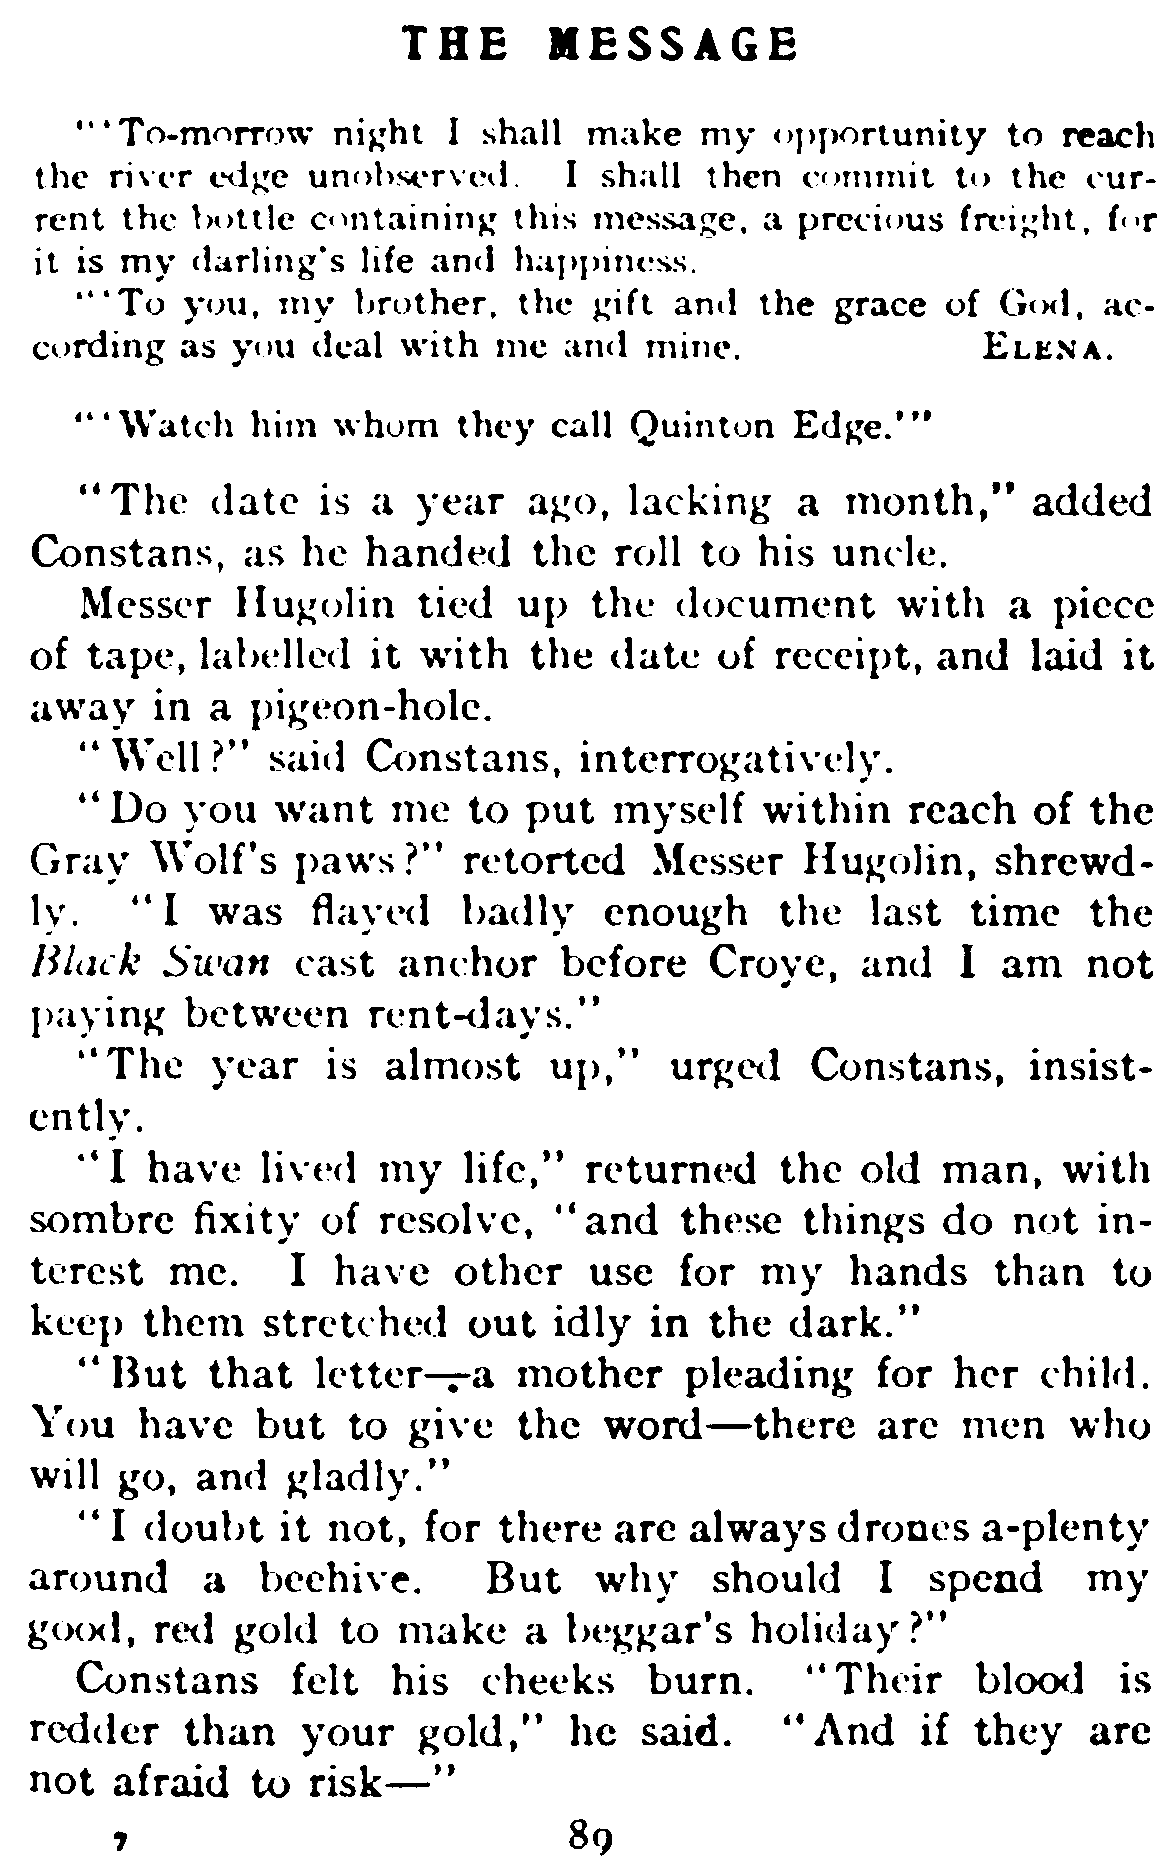 THE MESSAGE
"'To-morrow night I shall make my opportunity to reach
the river edge unobserved. I shall then commit to the cur-
rent the bottle containing this message, a precious freight, for
it is my darling's life and happiness.
"'To you, my brother, the gift and the grace of God, ac-
cording as you deal with me and mine. ELENA.
"'Watch him whom they call Quinton Edge.'"
"The date is a year ago, lacking a month," added
Constans, as he handed the roll to his uncle.
Messer Hugolin tied up the document with a piece
of tape, labelled it with the date of receipt, and laid it
away in a pigeon-hole.
"Well?" said Constans, interrogatively.
"Do you want me to put myself within reach of the
Gray Wolf's paws?" retorted Messer Hugolin, shrewd-
ly. "I was flayed badly enough the last time the
Black Swan cast anchor before Croye, and I am not
paying between rent-days."
"The year is almost up," urged Constans, insist-
ently.
"I have lived my life," returned the old man, with
sombre fixity of resolve, "and these things do not in-
terest me. I have other use for my hands than to
keep them stretched out idly in the dark."
"But that letter—a mother pleading for her child.
You have but to give the word—there are men who
will go, and gladly."
"I doubt it not, for there are always drones a-plenty
around a beehive. But why should I spend my
good, red gold to make a beggar's holiday?"
Constans felt his cheeks burn. "Their blood is
redder than your gold," he said. "And if they are
not afraid to risk—"
7 89